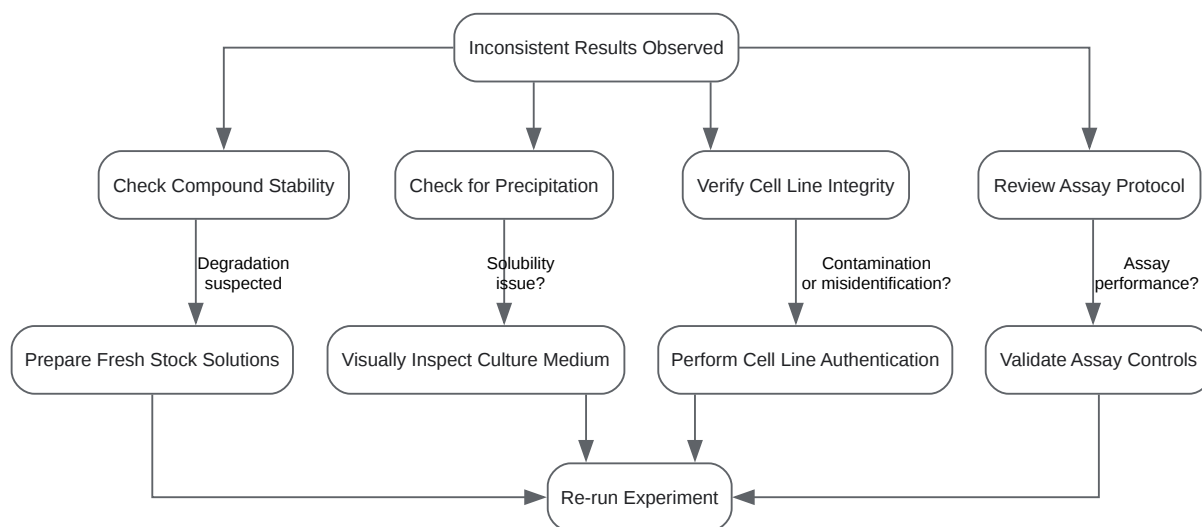 Inconsistent Results Observed
Check Compound Stability
Check for Precipitation
Verify Cell Line Integrity
Review Assay Protocol
Degradation
suspected
Solubility
issue?
Contamination
or misidentification?
Assay
performance?
Prepare Fresh Stock Solutions
Visually Inspect Culture Medium
Perform Cell Line Authentication
Validate Assay Controls
Re-run Experiment